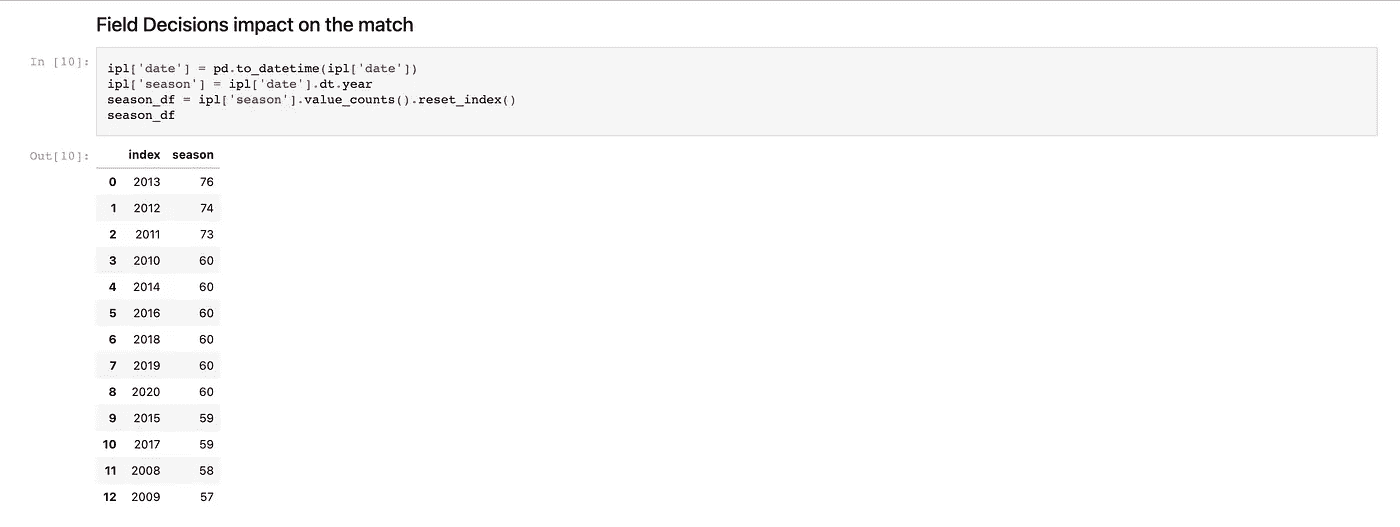 Field Decisions impact on the match
In [10]:
ipl['date'] = pd.to_datetime(ipl['date'])
ipl['season'] = ipl['date'].dt.year
season_df = ipl['season'].value_counts().reset_index()
season_df
Out[10]:
index season
0 2013 76
1 2012 74
2 2011 73
3 2010 60
4 2014 60
5 2016 60
6 2018 60
7 2019 60
8 2020 60
9 2015 59
10 2017 59
11 2008 58
12 2009 57